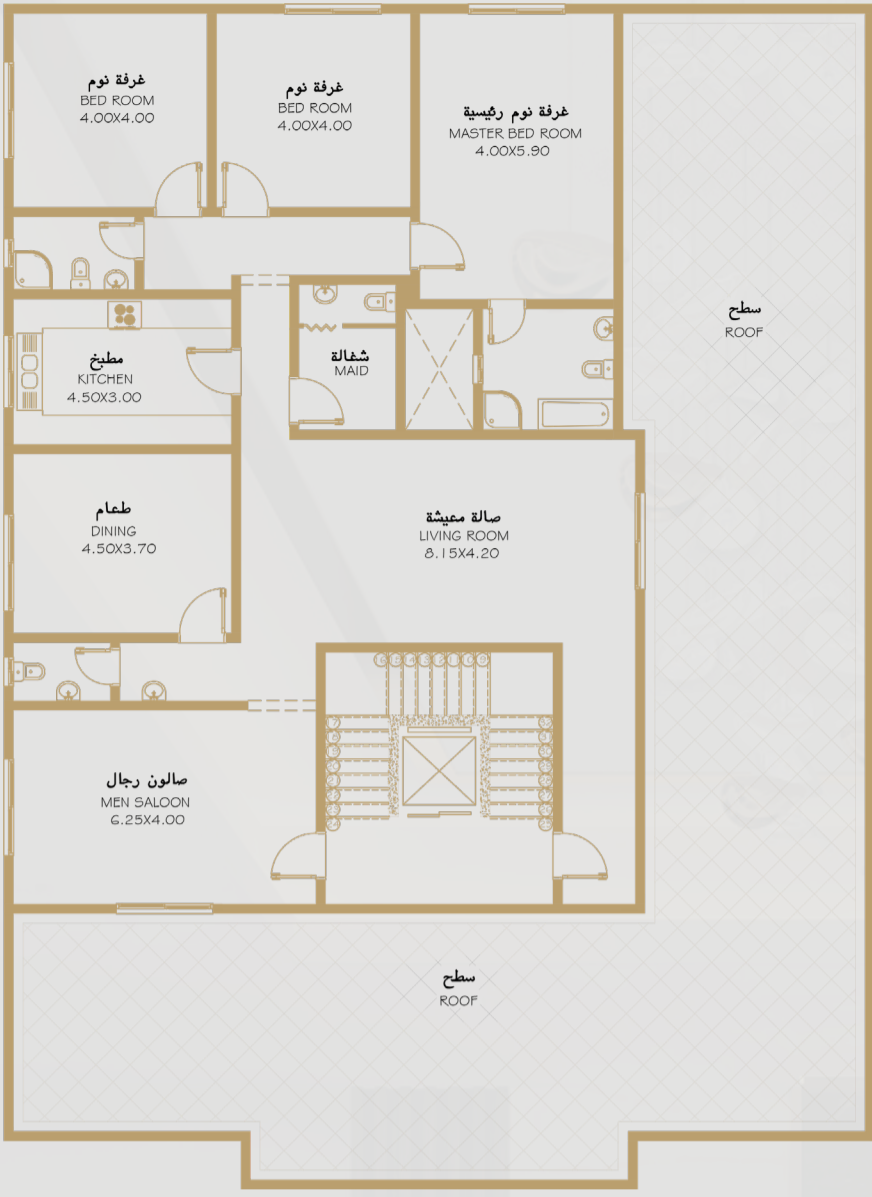 غرفة نوم
BED ROOM
4.00X4.00
غرفة نوم
BED ROOM
4.00X4.00
غرفة نوم رئيسية
MASTER BED ROOM
4.00X5.90
سطح
ROOF
مطبخ
KITCHEN
4.50X3.00
شغالة
MAID
طعام
DINING
4.50X3.70
صالة معيشة
LIVING ROOM
8.15X4.20
صالون رجال
MEN SALOON
6.25X4.00
سطح
ROOF